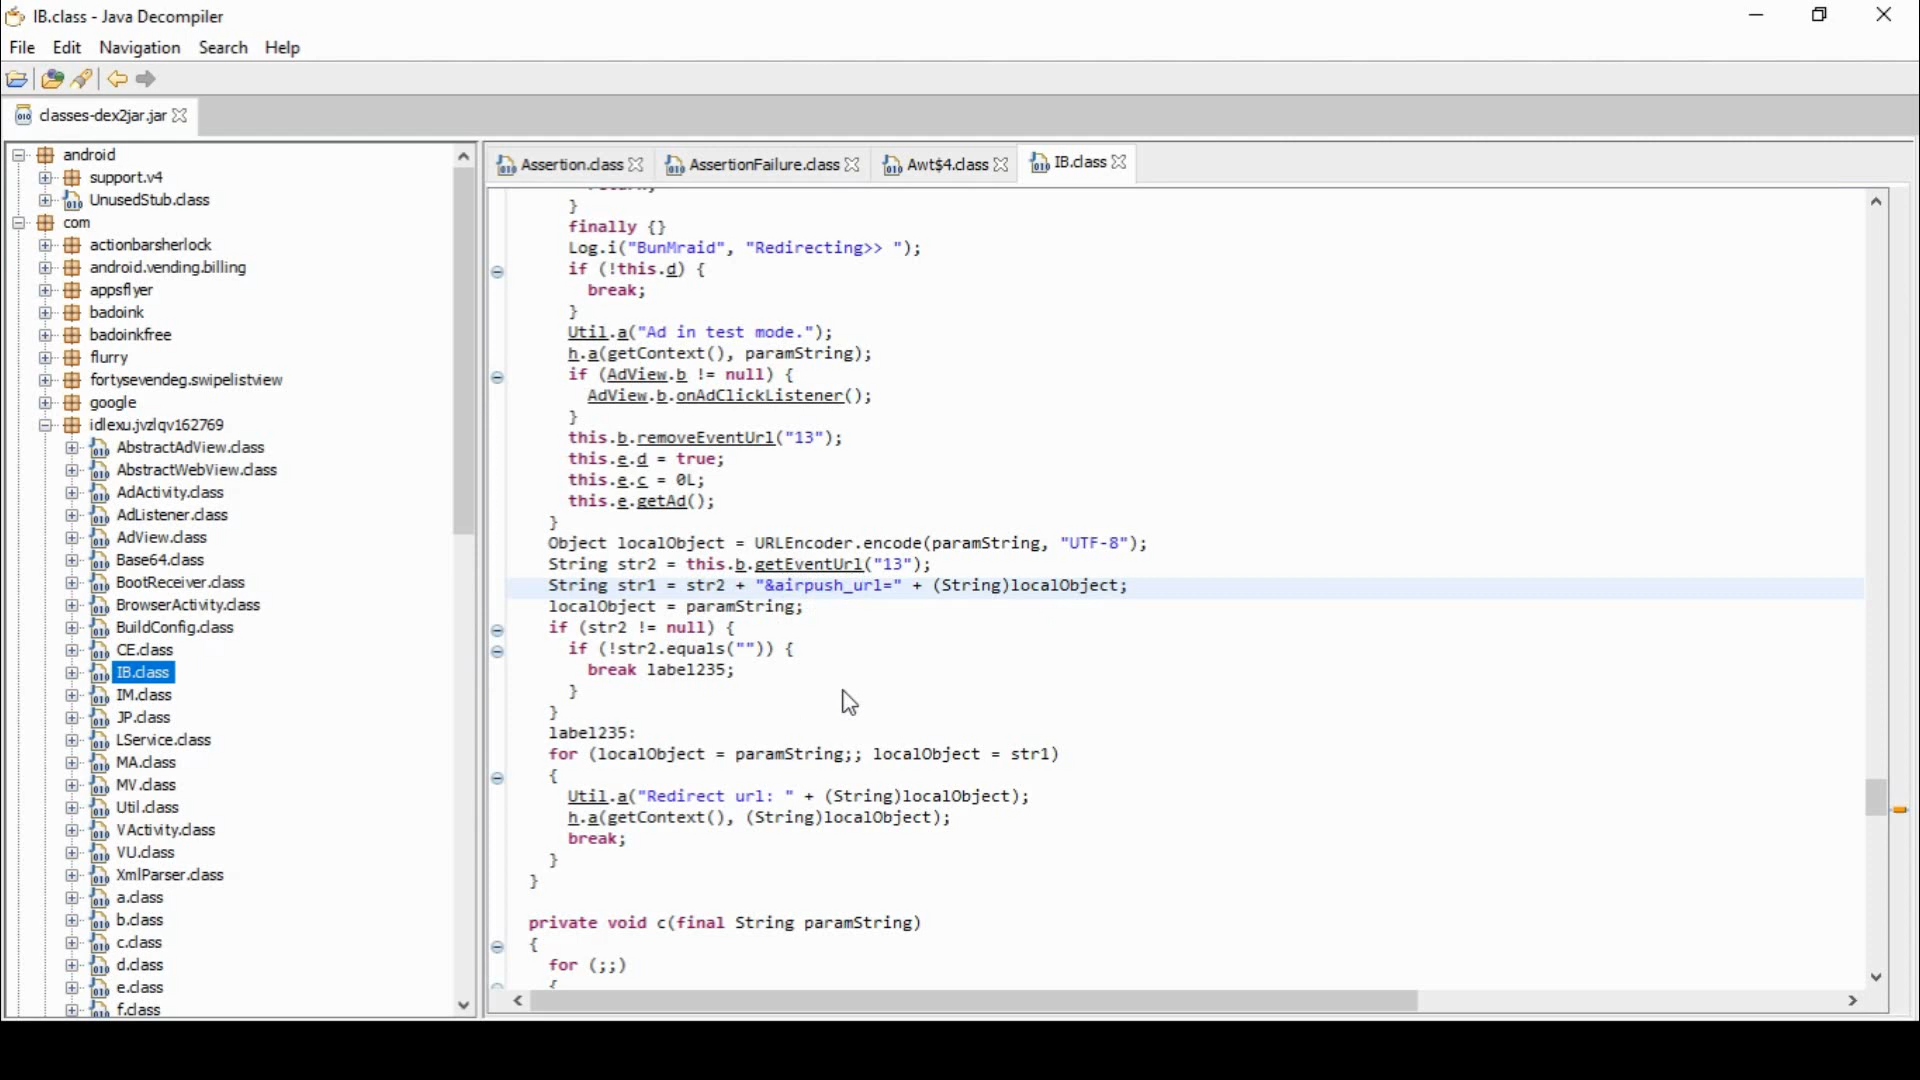 IB.class - Java Decompiler
File Edit Navigation Search Help
classes-dex2jar.jar
android
support.v4
UnusedStub.class
com
actionbarsherlock
android.vending.billing
appsflyer
badoink
badoinkfree
flurry
fortysevendeg.swipelistview
google
idlexu.jvzlqv162769
AbstractAdView.class
AbstractWebView.class
AdActivity.class
AdListener.class
AdView.class
Base64.class
BootReceiver.class
BrowserActivity.class
BuildConfig.class
CE.class
IB.class
IM.class
JP.class
LService.class
MA.class
MV.class
Util.class
VActivity.class
VU.class
XmlParser.class
a.class
b.class
c.class
d.class
e.class
f.class
Assertion.class AssertionFailure.class Awt$4.class IB.class
}
finally {}
Log.i("BunMraid", "Redirecting>> ");
if (!this.d) {
break;
}
Util.a("Ad in test mode.");
h.a(getContext(), paramString);
if (AdView.b != null) {
AdView.b.onAdClickListener();
}
this.b.removeEventUrl("13");
this.e.d = true;
this.e.c = 0L;
this.e.getAd();
}
Object localObject = URLEncoder.encode(paramString, "UTF-8");
String str2 = this.b.getEventUrl("13");
String str1 = str2 + "&airpush_url=" + (String)localObject;
localObject = paramString;
if (str2 != null) {
if (!str2.equals("")) {
break label235;
}
}
label235:
for (localObject = paramString;; localObject = str1)
{
Util.a("Redirect url: " + (String)localObject);
h.a(getContext(), (String)localObject);
break;
}
}
private void c(final String paramString)
{
for (;;)
{